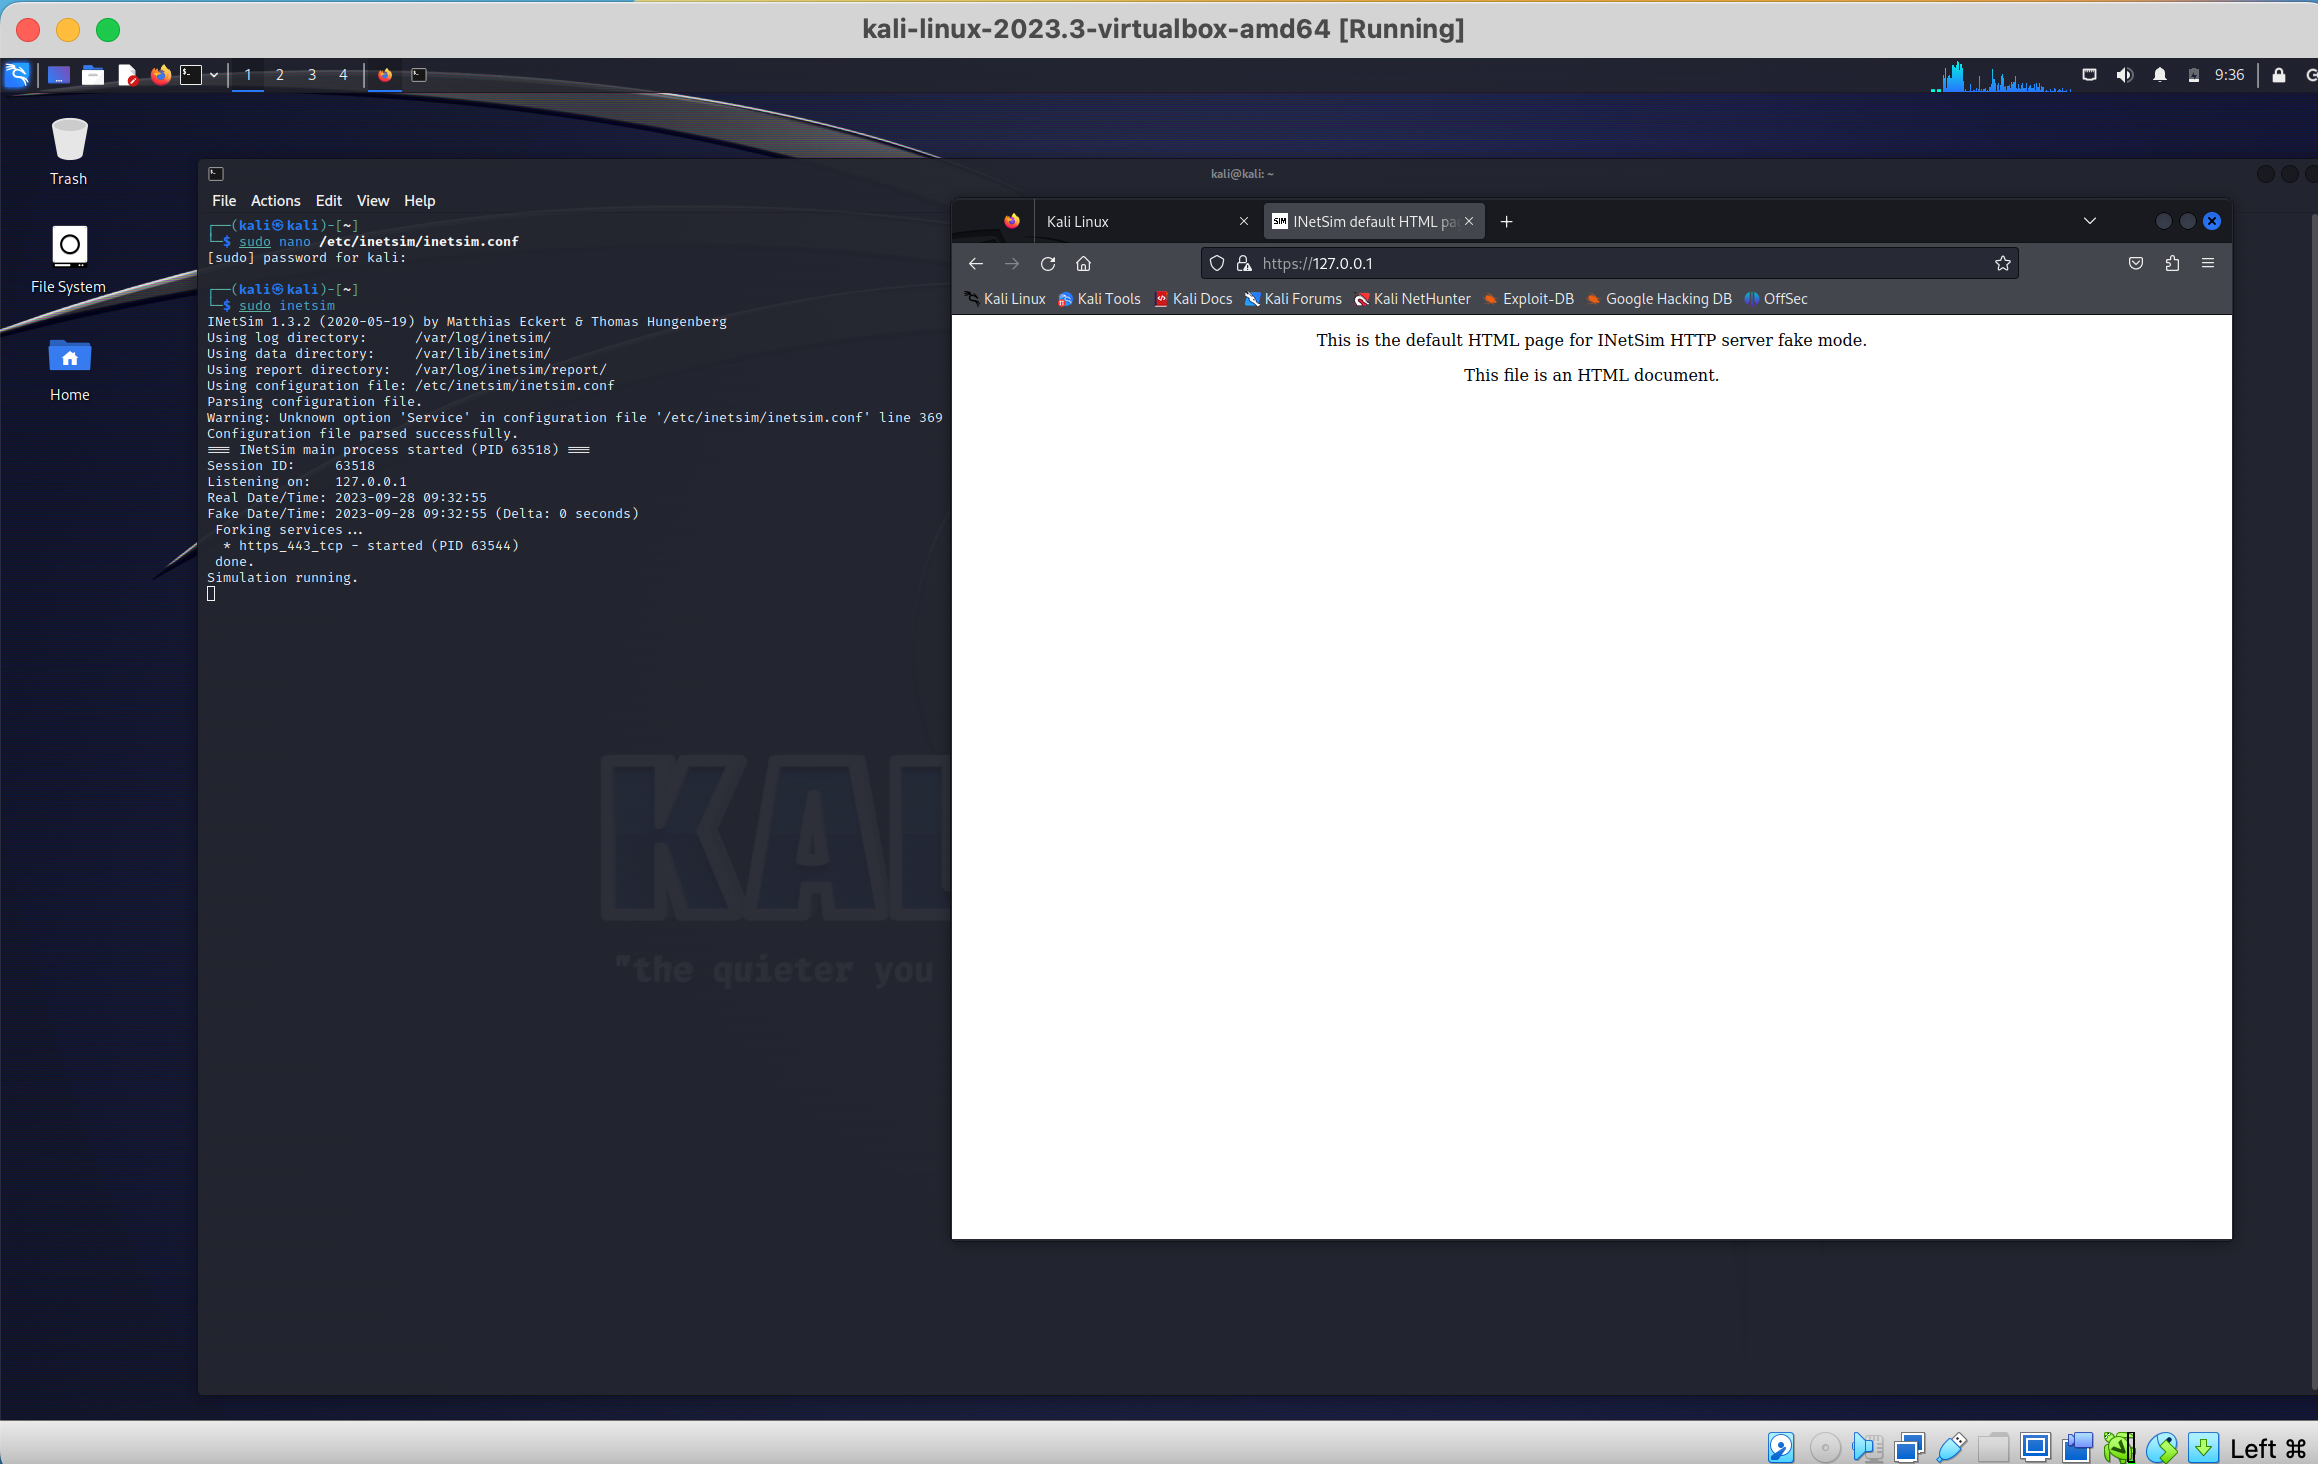 kali-linux-2023.3-virtualbox-amd64 [Running]
1 2 3 4
9:36
Trash
File System
Home
kali@kali: ~
File Actions Edit View Help
┌──(kali㉿kali)-[~]
└─$ sudo nano /etc/inetsim/inetsim.conf
[sudo] password for kali:
┌──(kali㉿kali)-[~]
└─$ sudo inetsim
INetSim 1.3.2 (2020-05-19) by Matthias Eckert & Thomas Hungenberg
Using log directory:      /var/log/inetsim/
Using data directory:     /var/lib/inetsim/
Using report directory:   /var/log/inetsim/report/
Using configuration file: /etc/inetsim/inetsim.conf
Parsing configuration file.
Warning: Unknown option 'Service' in configuration file '/etc/inetsim/inetsim.conf' line 369
Configuration file parsed successfully.
=== INetSim main process started (PID 63518) ===
Session ID:     63518
Listening on:   127.0.0.1
Real Date/Time: 2023-09-28 09:32:55
Fake Date/Time: 2023-09-28 09:32:55 (Delta: 0 seconds)
Forking services...
* https_443_tcp - started (PID 63544)
done.
Simulation running.
KAL
"the quieter you
Kali Linux
SIM INetSim default HTML pa
https://127.0.0.1
Kali Linux Kali Tools Kali Docs Kali Forums Kali NetHunter Exploit-DB Google Hacking DB OffSec
This is the default HTML page for INetSim HTTP server fake mode.
This file is an HTML document.
Left ⌘